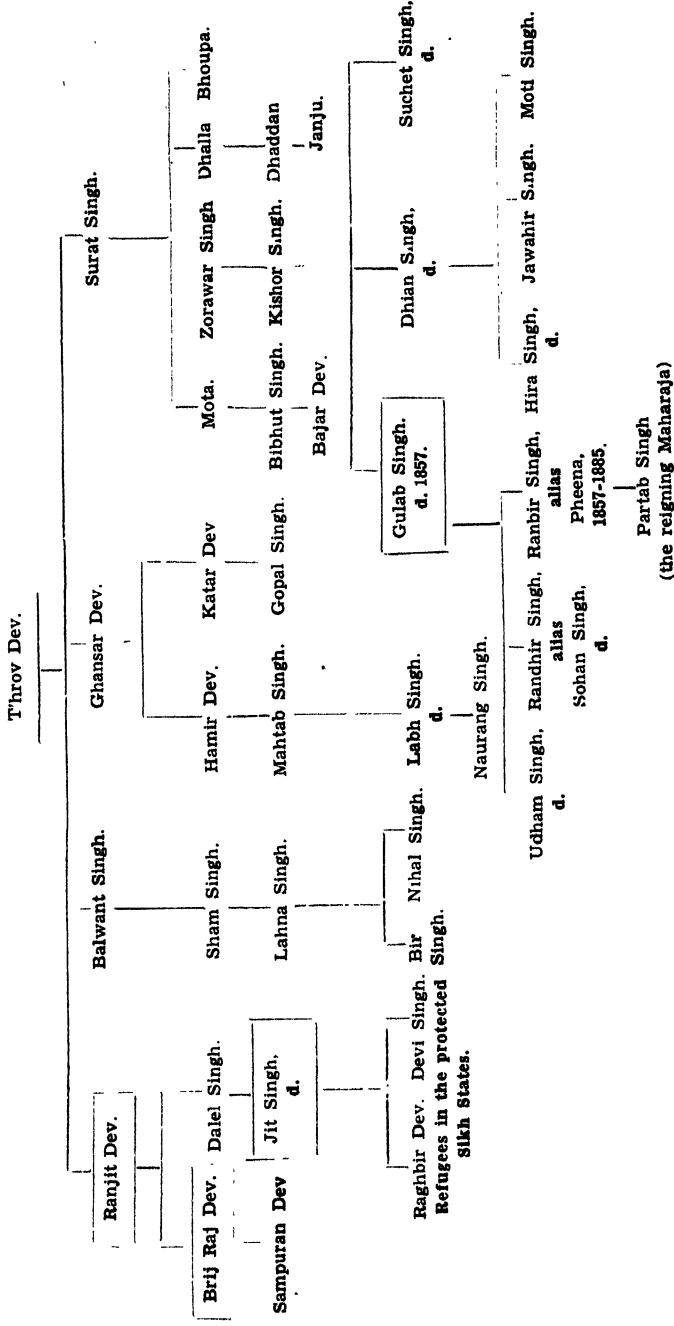 T'hrov Dev.
Ranjit Dev. Balwant Singh. Ghansar Dev. Surat Singh.
Brij Raj Dev. Dalel Singh. Sham Singh. Hamir Dev. Katar Dev Mota. Zorawar Singh Dhalla Bhoupa.
Sampuran Dev Jit Singh, Lahna Singh. Mahtab Singh. Gopal Singh. Bibhut Singh. Kishor Singh. Dhaddan
d.
Bajar Dev. Janju.
Raghbir Dev. Devi Singh. Bir Nihal Singh. Labh Singh. Gulab Singh. Dhian Singh, Suchet Singh,
Refugees in the protected Singh. d. d. 1857. d. d.
Sikh States.
Naurang Singh.
Udham Singh, Randhir Singh, Ranbir Singh, Hira Singh, Jawahir Singh. Moti Singh.
d. alias alias d.
Sohan Singh, Pheena,
d. 1857-1885.
Partab Singh
(the reigning Maharaja)